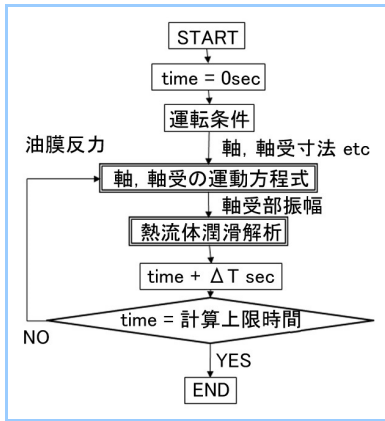 START
time = 0sec
運転条件
軸, 軸受寸法 etc
油膜反力
軸, 軸受の運動方程式
軸受部振幅
熱流体潤滑解析
time + ΔT sec
time = 計算上限時間
NO
YES
END